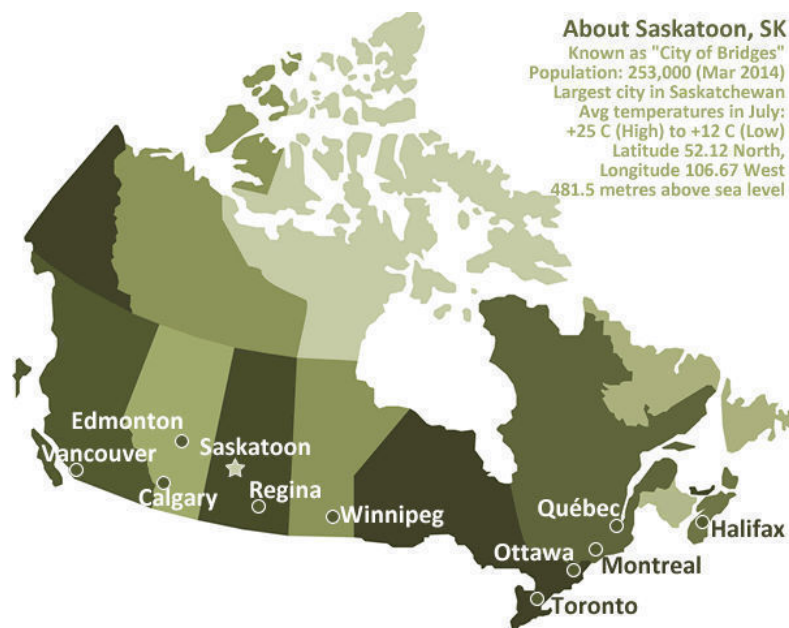 About Saskatoon, SK
Known as "City of Bridges"
Population: 253,000 (Mar 2014)
Largest city in Saskatchewan
Avg temperatures in July:
+25 C (High) to +12 C (Low)
Latitude 52.12 North,
Longitude 106.67 West
481.5 metres above sea level
Edmonton
Saskatoon
Vancouver
Calgary
Regina
Winnipeg
Québec
Halifax
Ottawa
Montreal
Toronto